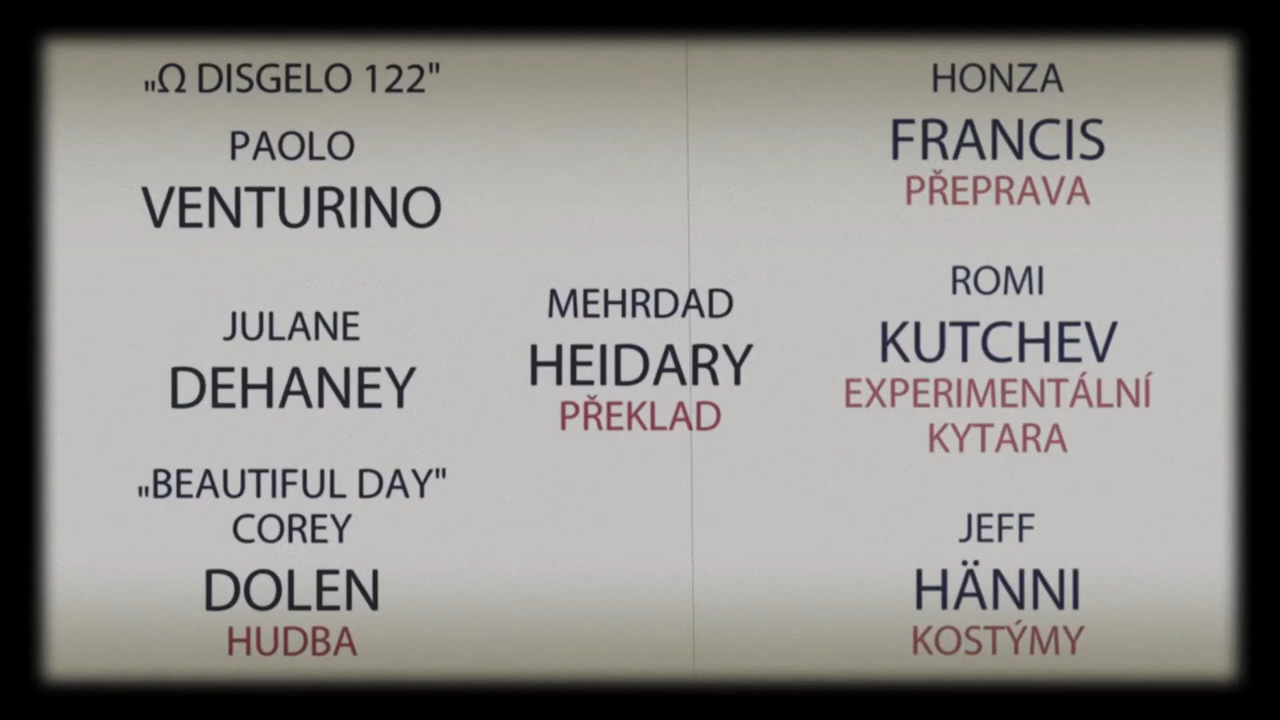 „Ω DISGELO 122"
PAOLO
VENTURINO
JULANE
DEHANEY
„BEAUTIFUL DAY"
COREY
DOLEN
HUDBA
MEHRDAD
HEIDARY
PŘEKLAD
HONZA
FRANCIS
PŘEPRAVA
ROMI
KUTCHEV
EXPERIMENTÁLNÍ
KYTARA
JEFF
HÄNNI
KOSTÝMY